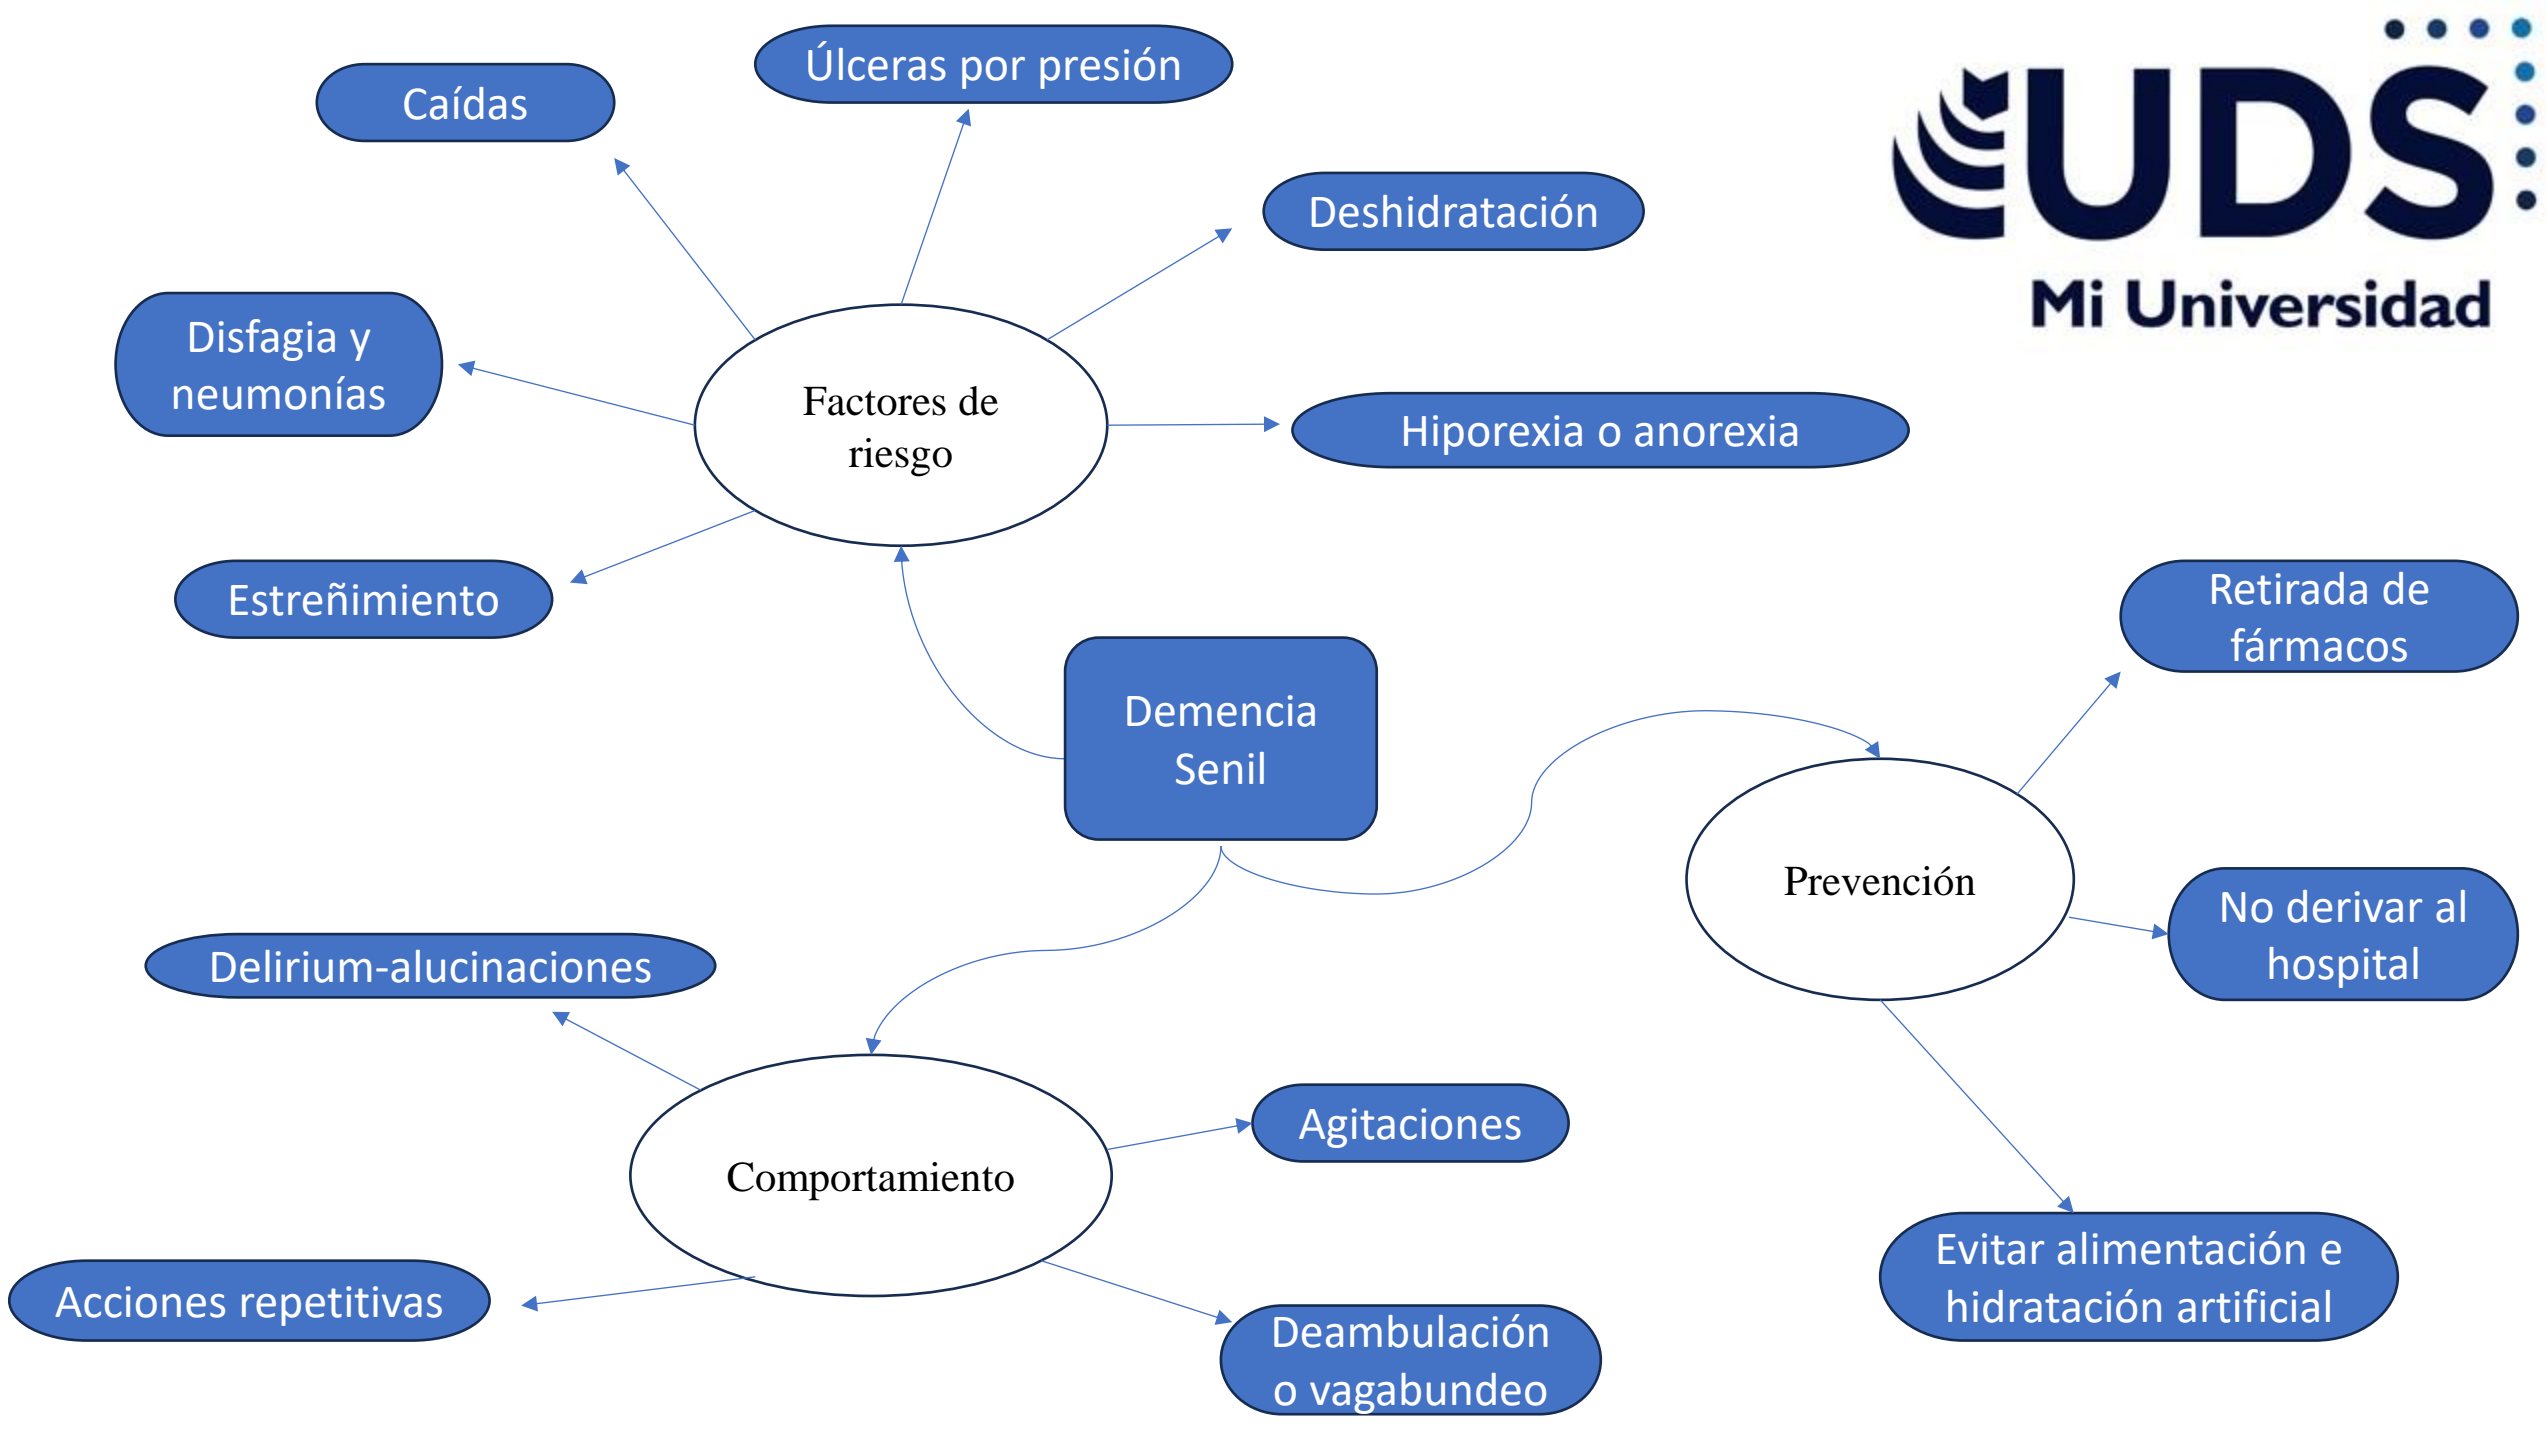 Úlceras por presión
Caídas
UDS
Mi Universidad
Deshidratación
Disfagia y
neumonías
Factores de
riesgo
Hiporexia o anorexia
Estreñimiento
Retirada de
fármacos
Demencia
Senil
Prevención
No derivar al
hospital
Delirium-alucinaciones
Agitaciones
Comportamiento
Evitar alimentación e
hidratación artificial
Acciones repetitivas
Deambulación
o vagabundeo